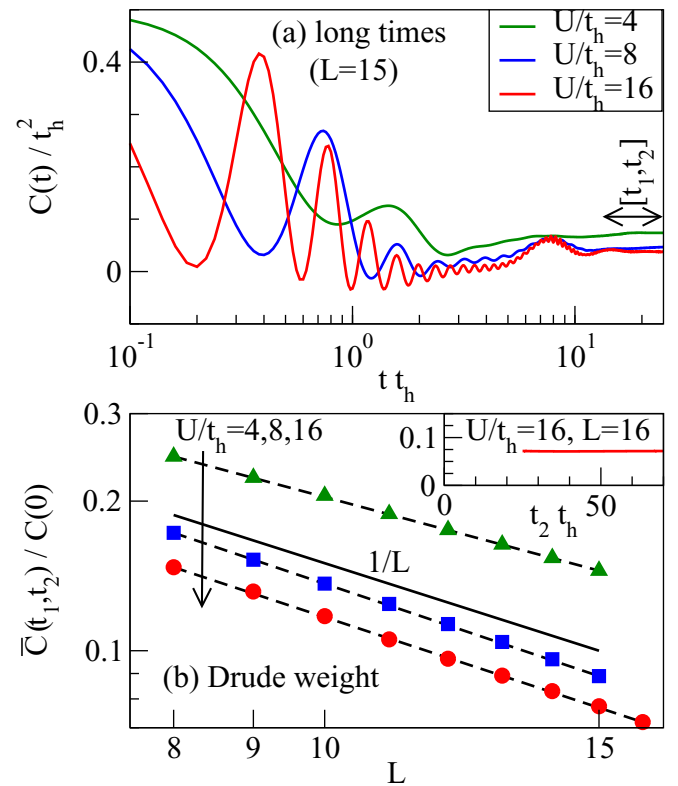 (a) long times
(L=15)
U/t_h=4
U/t_h=8
U/t_h=16
C(t) / t_h^2
0.4
0
[t_1,t_2]
10^-1
10^0
10^1
t t_h
0.3
0.2
0.1
C̅(t_1,t_2) / C(0)
U/t_h=4,8,16
U/t_h=16, L=16
0.1
0
0
50
t_2 t_h
1/L
(b) Drude weight
8
9
10
15
L